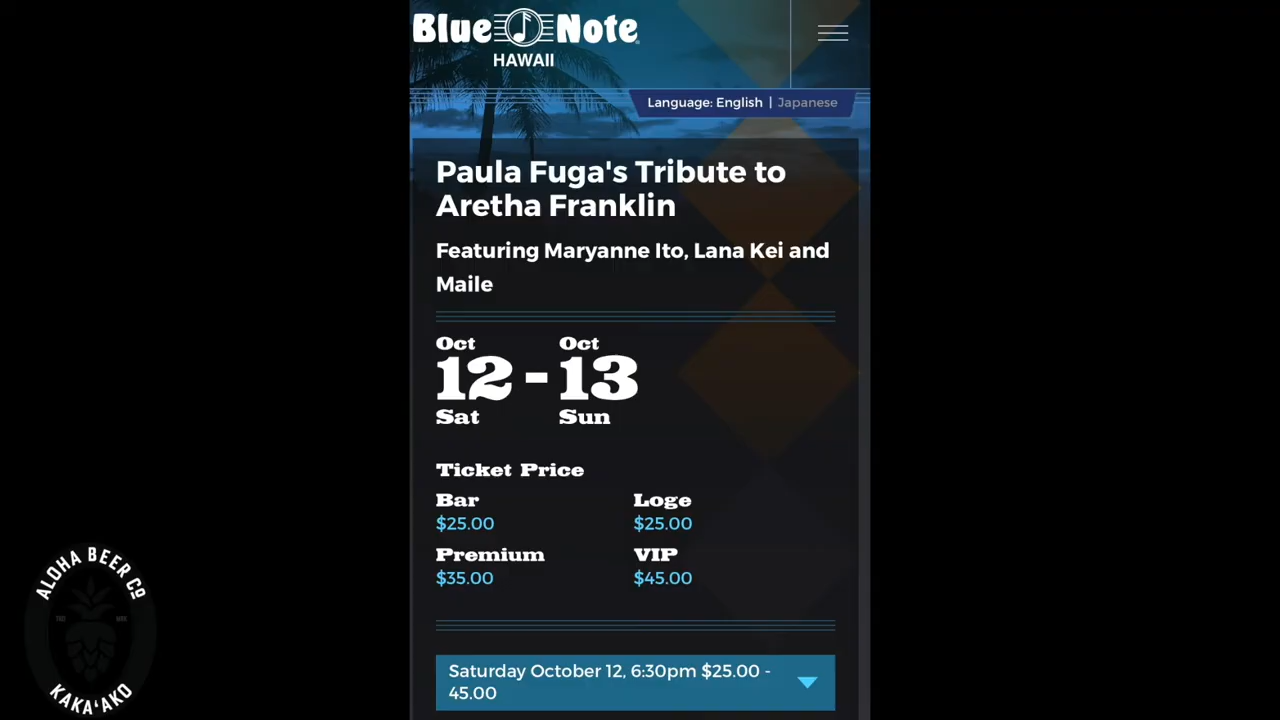 Blue Note
HAWAII
Language: English | Japanese
Paula Fuga's Tribute to
Aretha Franklin
Featuring Maryanne Ito, Lana Kei and
Maile
Oct Oct
12 - 13
Sat Sun
Ticket Price
Bar Loge
$25.00 $25.00
Premium VIP
$35.00 $45.00
Saturday October 12, 6:30pm $25.00 -
45.00
ALOHA BEER CO
KAKA‘AKO